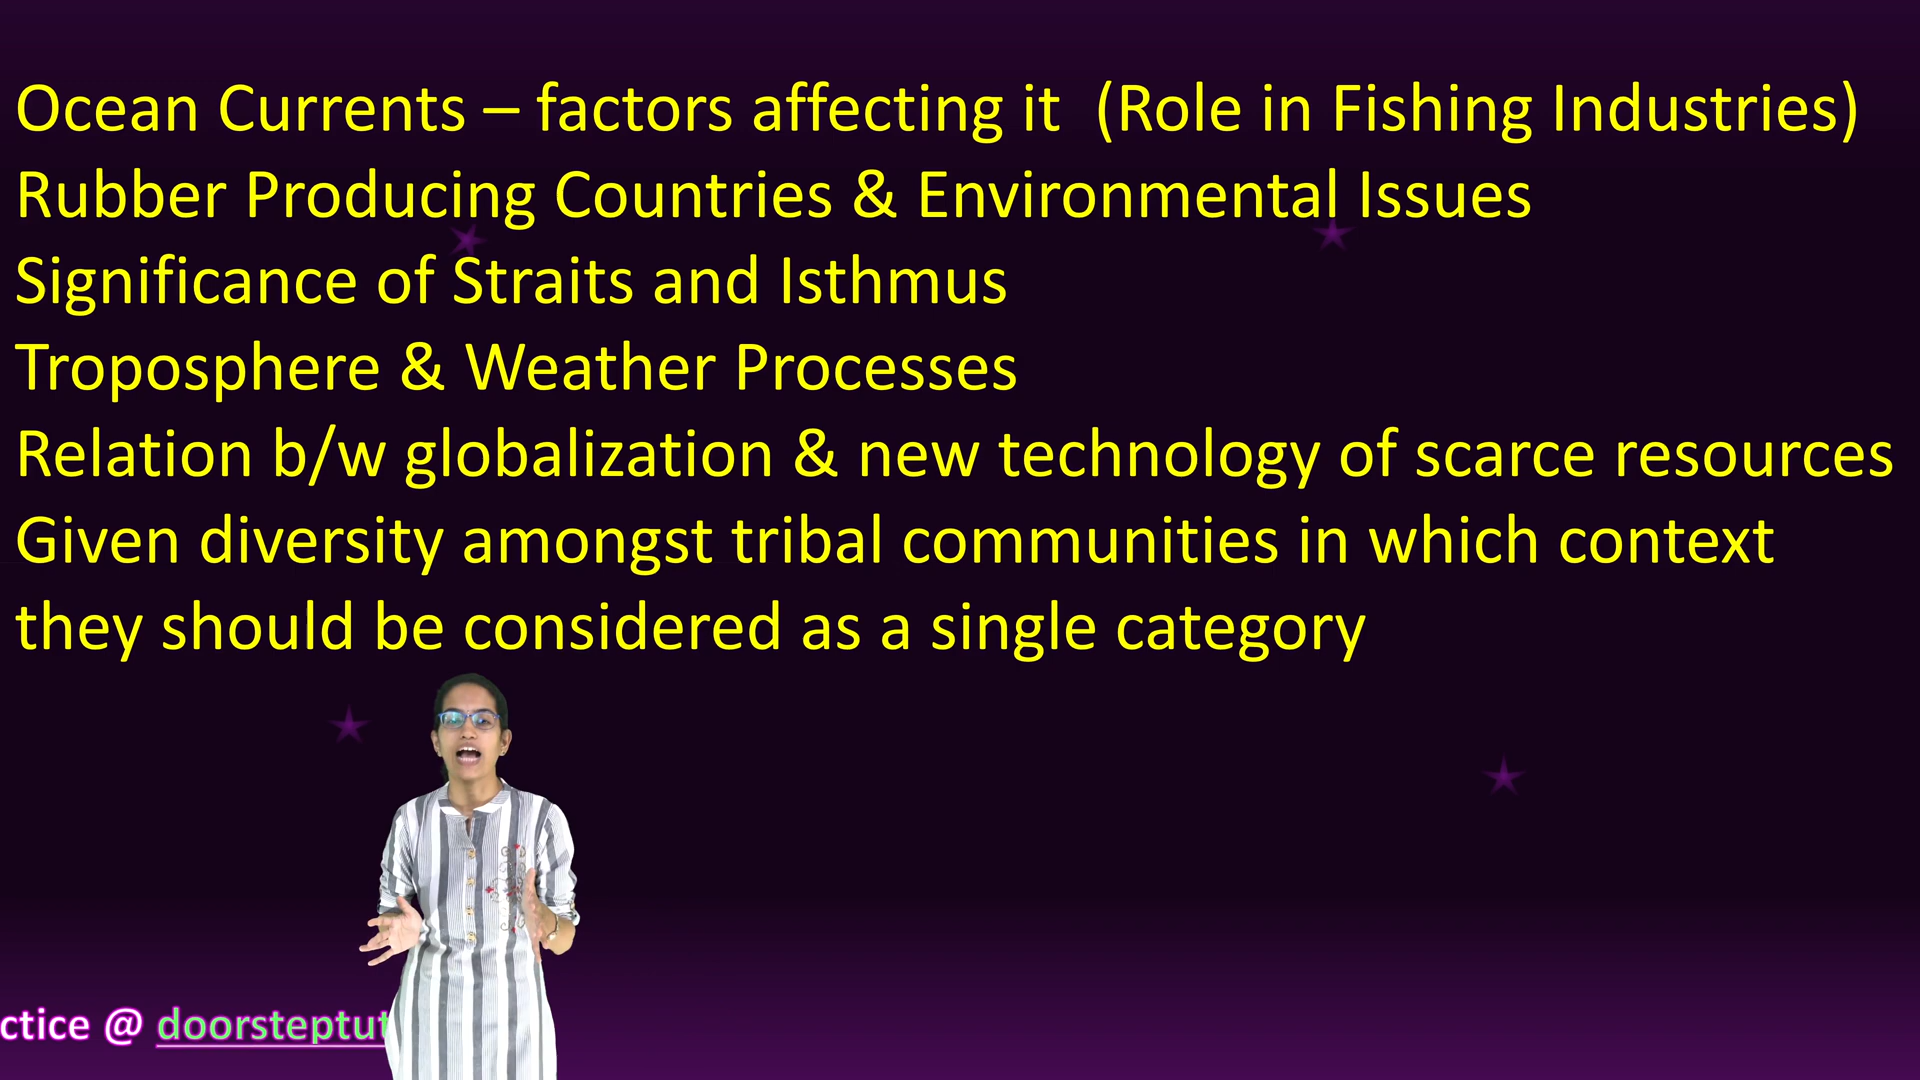 Ocean Currents – factors affecting it (Role in Fishing Industries)
Rubber Producing Countries & Environmental Issues
Significance of Straits and Isthmus
Troposphere & Weather Processes
Relation b/w globalization & new technology of scarce resources
Given diversity amongst tribal communities in which context
they should be considered as a single category
ctice @ doorsteptut